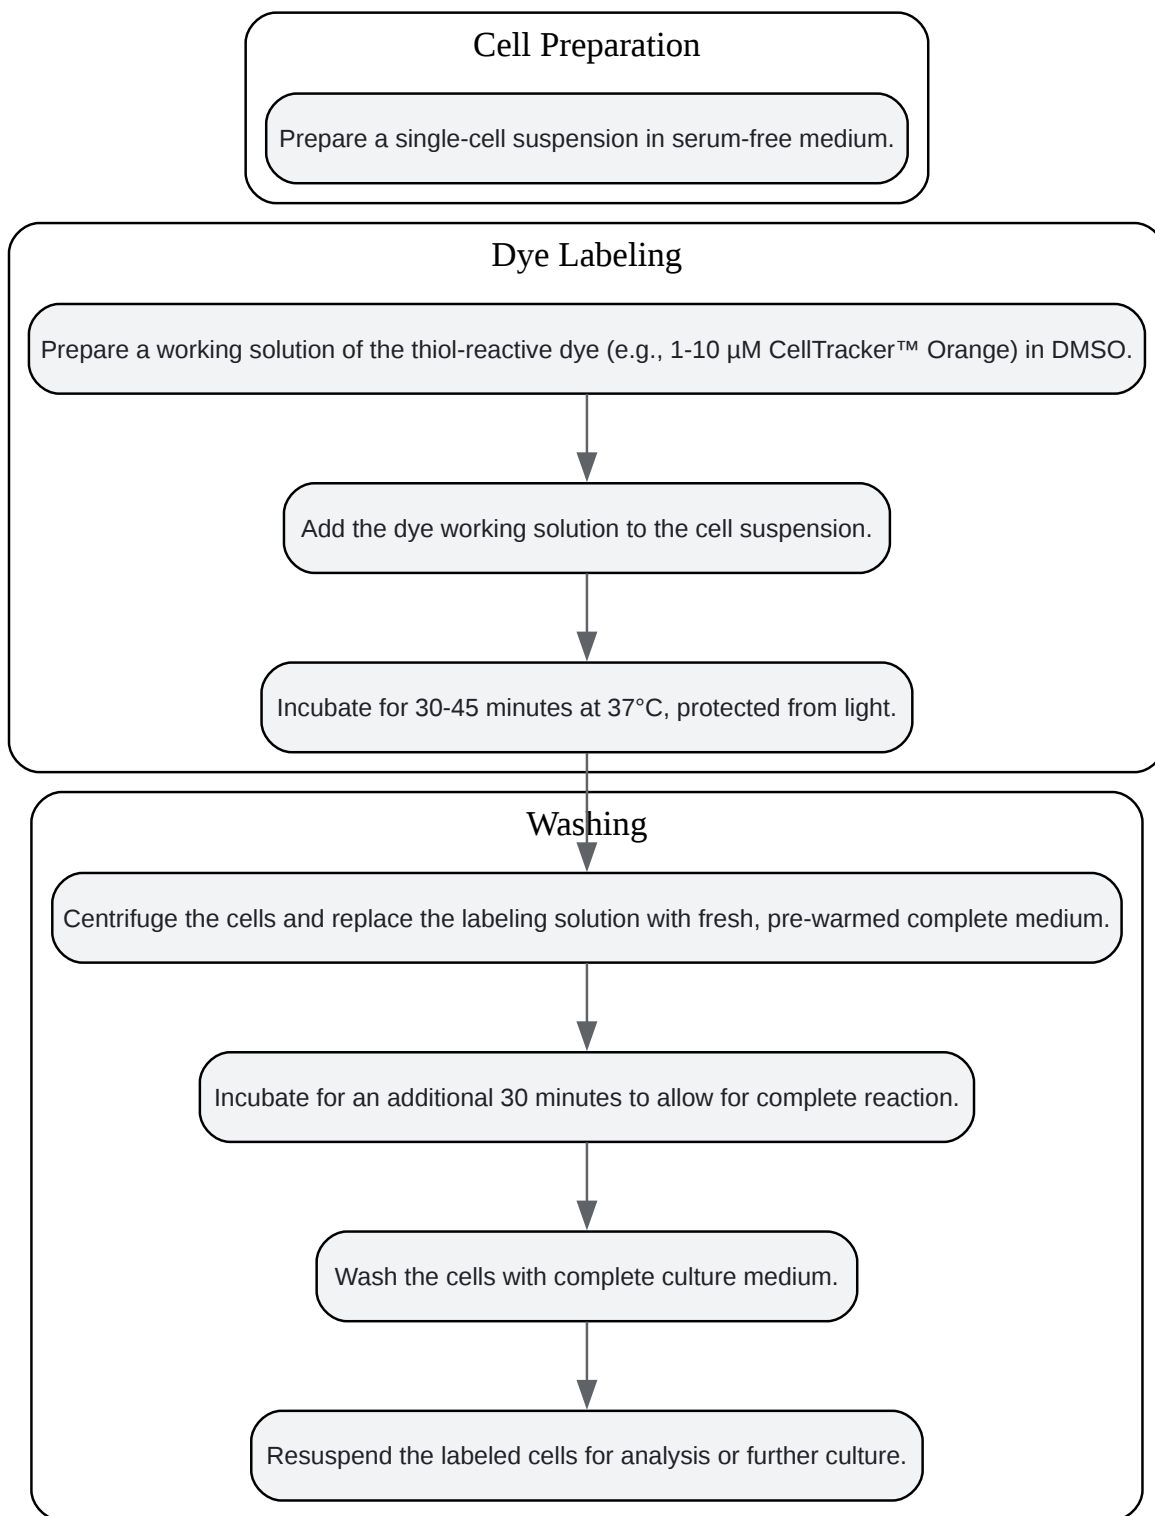 Cell Preparation
Prepare a single-cell suspension in serum-free medium.
Dye Labeling
Prepare a working solution of the thiol-reactive dye (e.g., 1-10 µM CellTracker™ Orange) in DMSO.
Add the dye working solution to the cell suspension.
Incubate for 30-45 minutes at 37°C, protected from light.
Washing
Centrifuge the cells and replace the labeling solution with fresh, pre-warmed complete medium.
Incubate for an additional 30 minutes to allow for complete reaction.
Wash the cells with complete culture medium.
Resuspend the labeled cells for analysis or further culture.